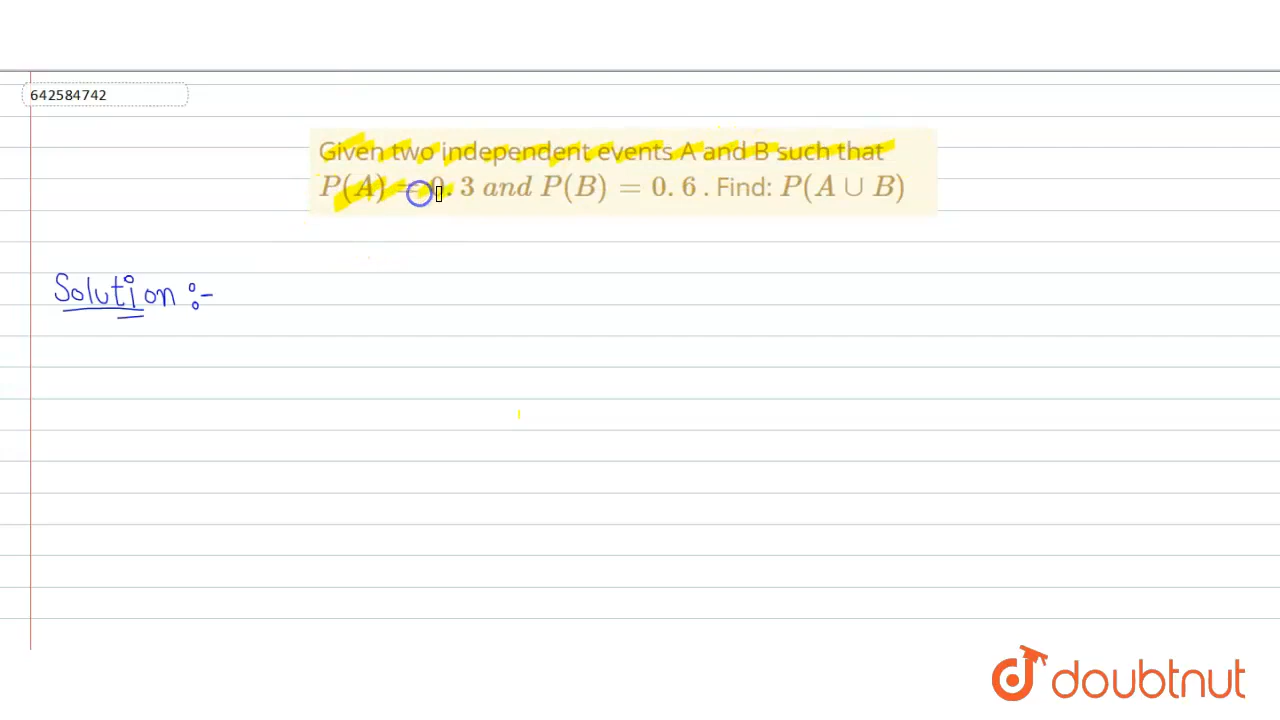 642584742
Given two independent events A and B such that
P(A) = 0.3 and P(B) = 0.6 . Find: P(A ∪ B)
Solution :-
doubtnut